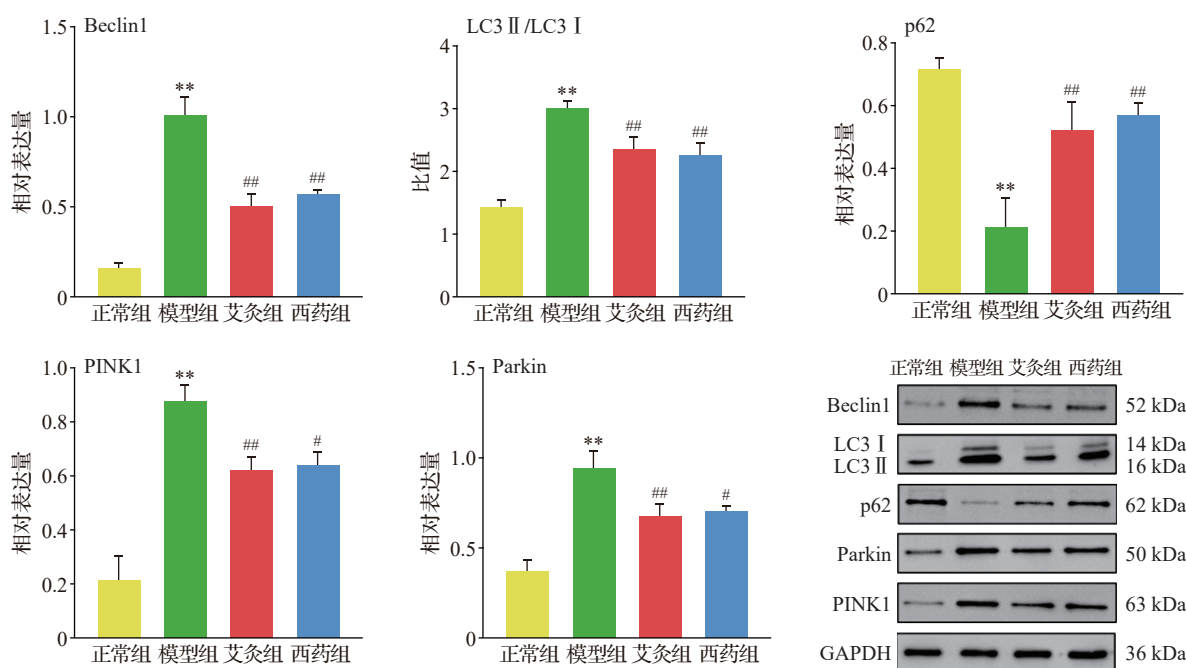 Beclin1
1.5
1.0
0.5
0
相对表达量
**
##
##
正常组 模型组 艾灸组 西药组
LC3Ⅱ/LC3Ⅰ
4
3
2
1
0
比值
**
##
##
正常组 模型组 艾灸组 西药组
p62
0.8
0.6
0.4
0.2
0
相对表达量
**
##
##
正常组 模型组 艾灸组 西药组
PINK1
1.0
0.8
0.6
0.4
0.2
0
相对表达量
**
##
#
正常组 模型组 艾灸组 西药组
Parkin
1.5
1.0
0.5
0
相对表达量
**
##
#
正常组 模型组 艾灸组 西药组
正常组 模型组 艾灸组 西药组
Beclin1 52 kDa
LC3Ⅰ 14 kDa
LC3Ⅱ 16 kDa
p62 62 kDa
Parkin 50 kDa
PINK1 63 kDa
GAPDH 36 kDa